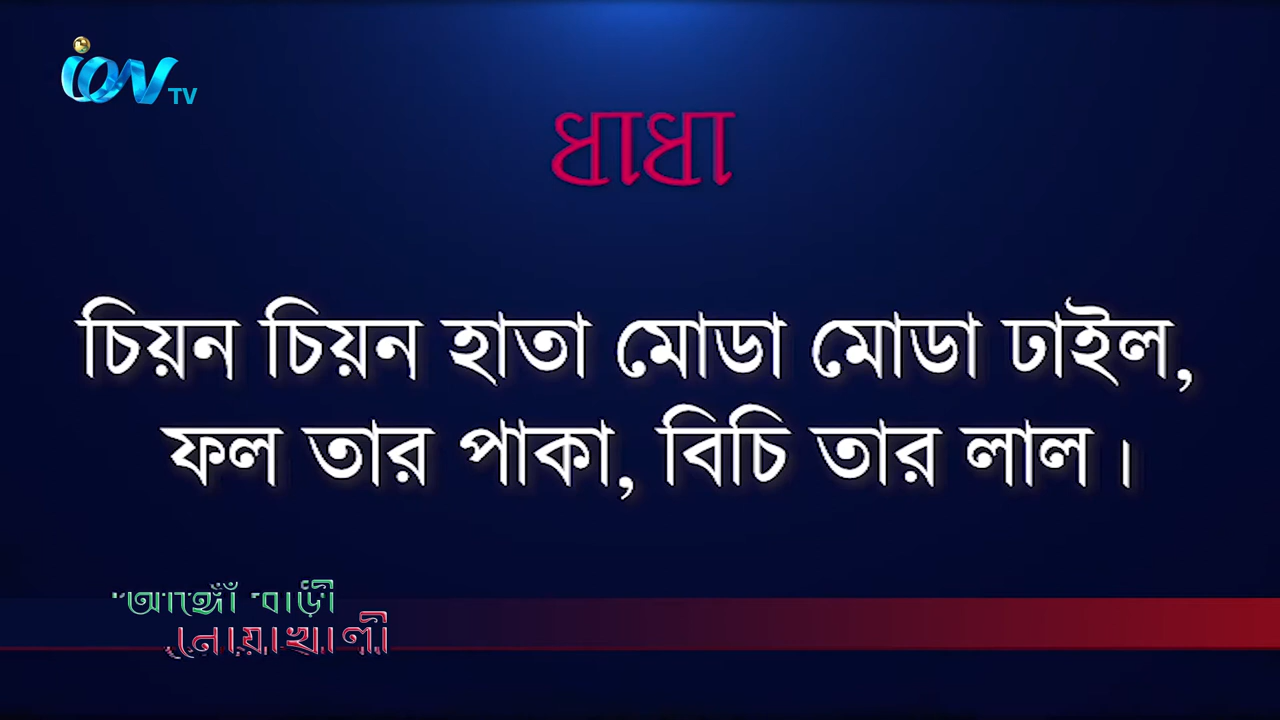 iON TV
ধাধা
চিয়ন চিয়ন হাতা মোডা মোডা ঢাইল,
ফল তার পাকা, বিচি তার লাল।
"আঙ্গোঁ বাড়ী
নোয়াখালী